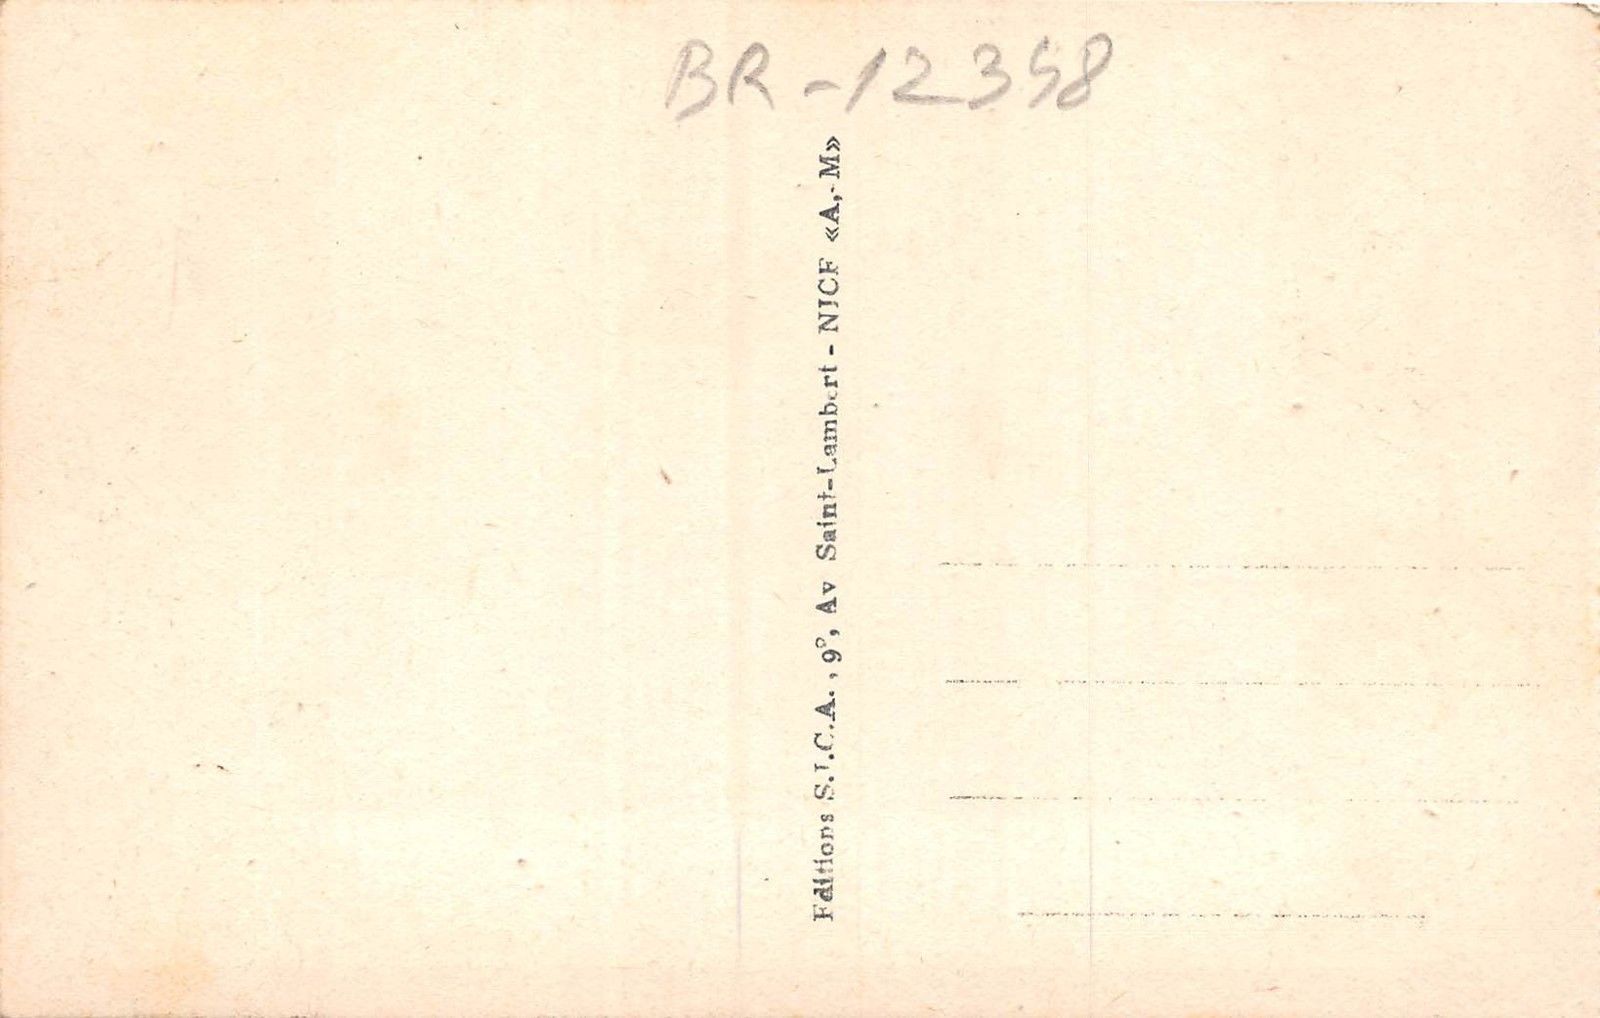 BR-12358
Editions S.I.C.A., 9°, Av Saint-Lambert - NICE «A,-M»